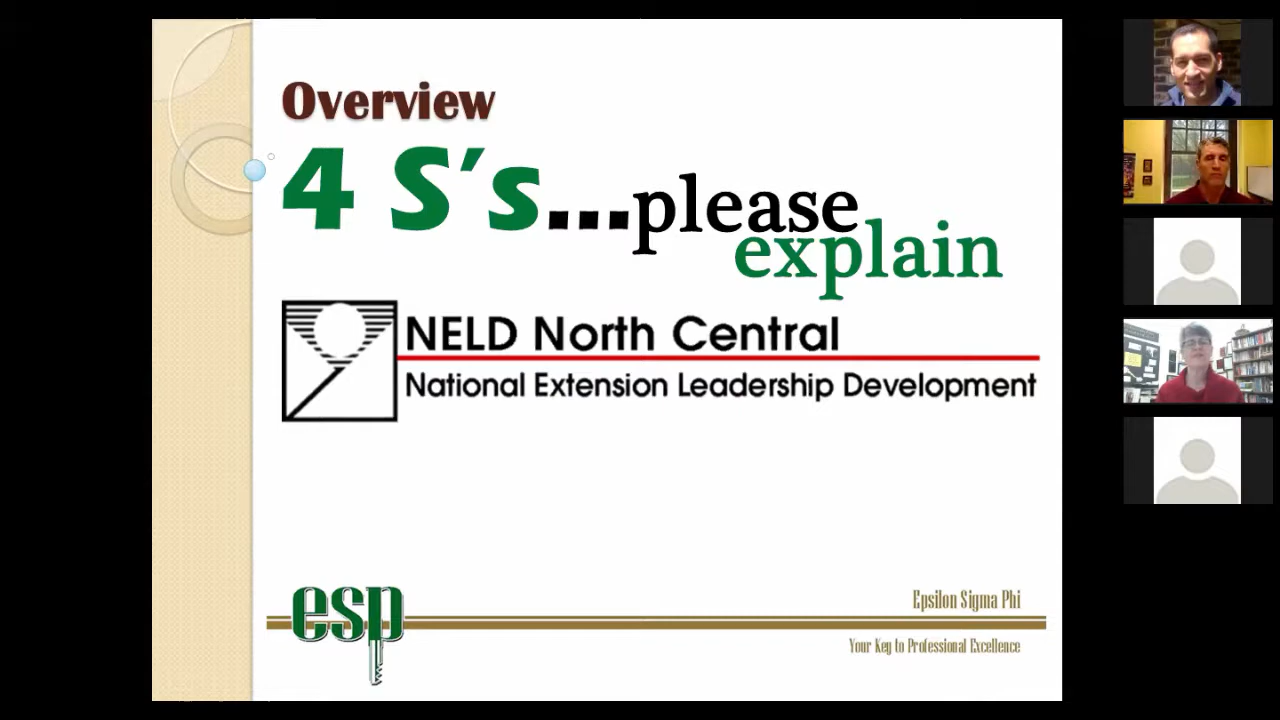 Overview
4 S's...please
explain
NELD North Central
National Extension Leadership Development
esp
Epsilon Sigma Phi
Your Key to Professional Excellence